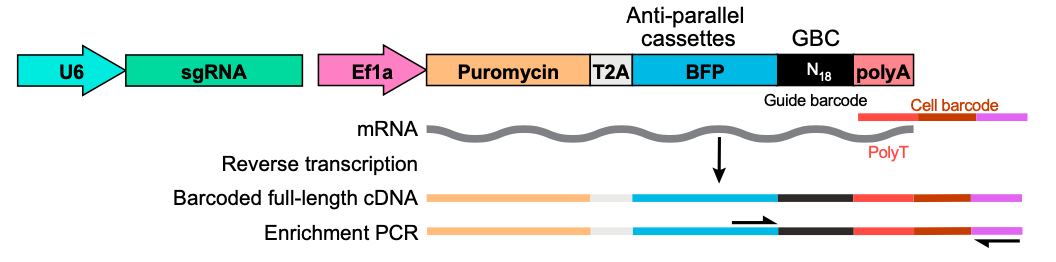 Anti-parallel
cassettes
GBC
U6
sgRNA
Ef1a
Puromycin
T2A
BFP
N18
polyA
Guide barcode
Cell barcode
mRNA
PolyT
Reverse transcription
Barcoded full-length cDNA
Enrichment PCR